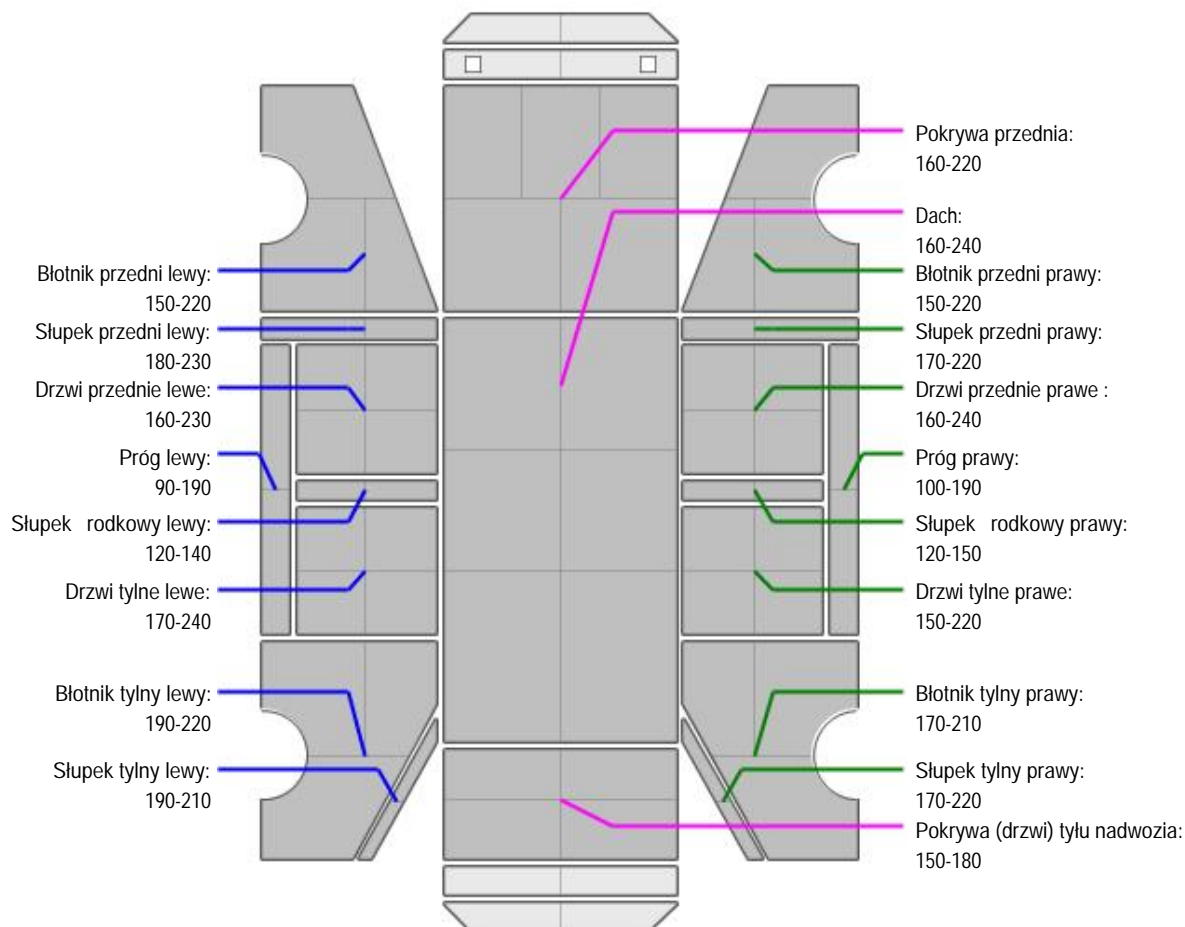 Pokrywa przednia:
160-220
Dach:
160-240
Błotnik przedni lewy:
150-220
Błotnik przedni prawy:
150-220
Słupek przedni lewy:
180-230
Słupek przedni prawy:
170-220
Drzwi przednie lewe:
160-230
Drzwi przednie prawe :
160-240
Próg lewy:
90-190
Próg prawy:
100-190
Słupek rodkowy lewy:
120-140
Słupek rodkowy prawy:
120-150
Drzwi tylne lewe:
170-240
Drzwi tylne prawe:
150-220
Błotnik tylny lewy:
190-220
Błotnik tylny prawy:
170-210
Słupek tylny lewy:
190-210
Słupek tylny prawy:
170-220
Pokrywa (drzwi) tyłu nadwozia:
150-180